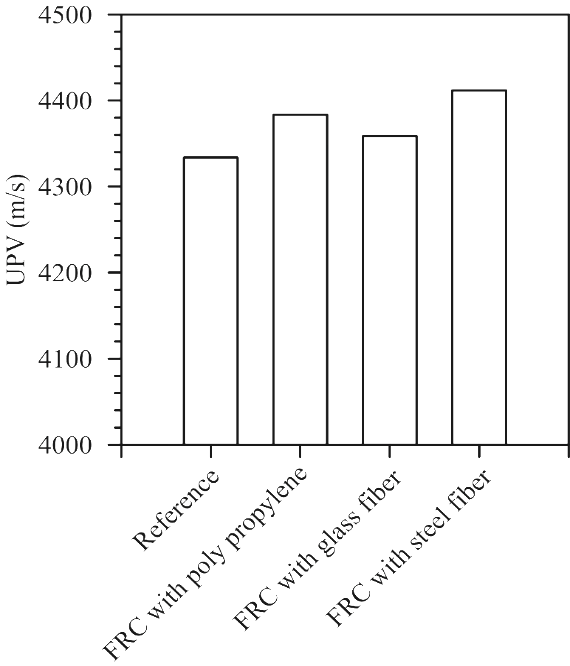 4500
4400
4300
4200
4100
4000
UPV (m/s)
Reference
FRC with poly propylene
FRC with glass fiber
FRC with steel fiber